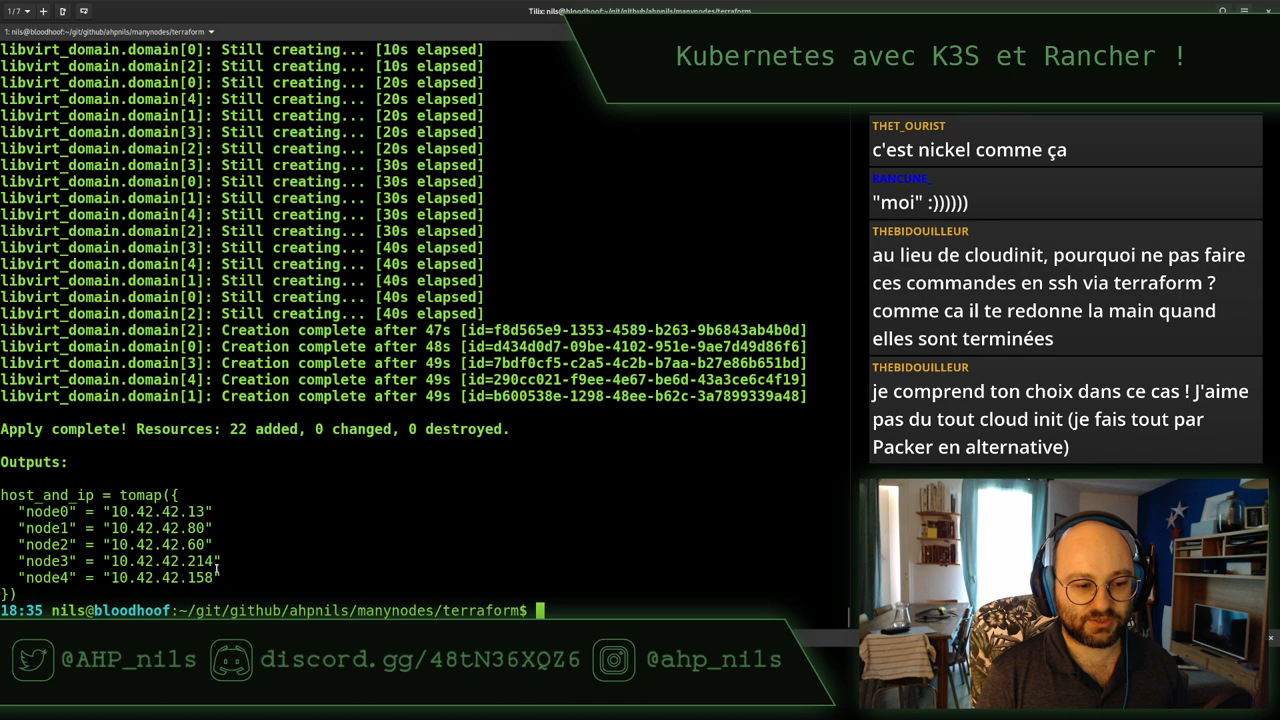 1/7
Tilix: nils@bloodhoof:~/git/github/ahpnils/manynodes/terraform
1: nils@bloodhoof:~/git/github/ahpnils/manynodes/terraform
libvirt_domain.domain[0]: Still creating... [10s elapsed]
libvirt_domain.domain[2]: Still creating... [10s elapsed]
libvirt_domain.domain[0]: Still creating... [20s elapsed]
libvirt_domain.domain[4]: Still creating... [20s elapsed]
libvirt_domain.domain[1]: Still creating... [20s elapsed]
libvirt_domain.domain[3]: Still creating... [20s elapsed]
libvirt_domain.domain[2]: Still creating... [20s elapsed]
libvirt_domain.domain[3]: Still creating... [30s elapsed]
libvirt_domain.domain[0]: Still creating... [30s elapsed]
libvirt_domain.domain[1]: Still creating... [30s elapsed]
libvirt_domain.domain[4]: Still creating... [30s elapsed]
libvirt_domain.domain[2]: Still creating... [30s elapsed]
libvirt_domain.domain[3]: Still creating... [40s elapsed]
libvirt_domain.domain[4]: Still creating... [40s elapsed]
libvirt_domain.domain[1]: Still creating... [40s elapsed]
libvirt_domain.domain[0]: Still creating... [40s elapsed]
libvirt_domain.domain[2]: Still creating... [40s elapsed]
libvirt_domain.domain[2]: Creation complete after 47s [id=f8d565e9-1353-4589-b263-9b6843ab4b0d]
libvirt_domain.domain[0]: Creation complete after 48s [id=d434d0d7-09be-4102-951e-9ae7d49d86f6]
libvirt_domain.domain[3]: Creation complete after 49s [id=7bdf0cf5-c2a5-4c2b-b7aa-b27e86b651bd]
libvirt_domain.domain[4]: Creation complete after 49s [id=290cc021-f9ee-4e67-be6d-43a3ce6c4f19]
libvirt_domain.domain[1]: Creation complete after 49s [id=b600538e-1298-48ee-b62c-3a7899339a48]
Apply complete! Resources: 22 added, 0 changed, 0 destroyed.
Outputs:
host_and_ip = tomap({
"node0" = "10.42.42.13"
"node1" = "10.42.42.80"
"node2" = "10.42.42.60"
"node3" = "10.42.42.214"
"node4" = "10.42.42.158"
})
18:35 nils@bloodhoof:~/git/github/ahpnils/manynodes/terraform$
Kubernetes avec K3S et Rancher !
THET_OURIST
c'est nickel comme ça
RANCUNE_
"moi" :))))))
THEBIDOUILLEUR
au lieu de cloudinit, pourquoi ne pas faire
ces commandes en ssh via terraform ?
comme ca il te redonne la main quand
elles sont terminées
THEBIDOUILLEUR
je comprend ton choix dans ce cas ! J'aime
pas du tout cloud init (je fais tout par
Packer en alternative)
@AHP_nils
discord.gg/48tN36XQZ6
@ahp_nils